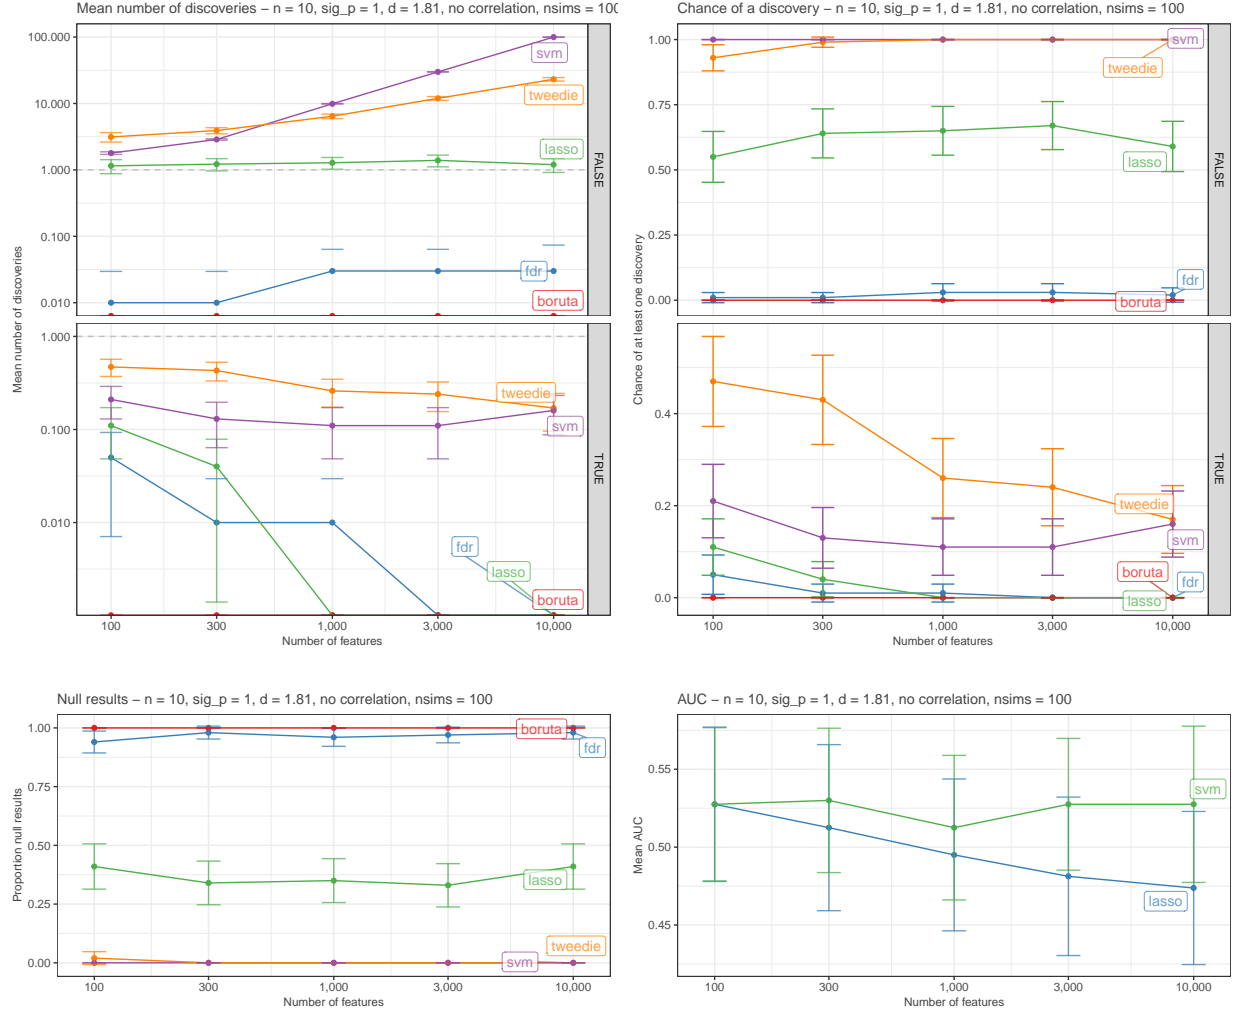 Mean number of discoveries – n = 10, sig_p = 1, d = 1.81, no correlation, nsims = 100
100.000
10.000
1.000
0.100
0.010
svm
tweedie
lasso
fdr
boruta
FALSE
1.000
0.100
0.010
tweedie
svm
fdr
lasso
boruta
TRUE
Mean number of discoveries
100
300
1,000
3,000
10,000
Number of features
Chance of a discovery – n = 10, sig_p = 1, d = 1.81, no correlation, nsims = 100
1.00
0.75
0.50
0.25
0.00
svm
tweedie
lasso
fdr
boruta
FALSE
0.4
0.2
0.0
tweedie
svm
boruta
fdr
lasso
TRUE
Chance of at least one discovery
100
300
1,000
3,000
10,000
Number of features
Null results – n = 10, sig_p = 1, d = 1.81, no correlation, nsims = 100
1.00
0.75
0.50
0.25
0.00
boruta
fdr
lasso
tweedie
svm
Proportion null results
100
300
1,000
3,000
10,000
Number of features
AUC – n = 10, sig_p = 1, d = 1.81, no correlation, nsims = 100
0.55
0.50
0.45
svm
lasso
Mean AUC
100
300
1,000
3,000
10,000
Number of features